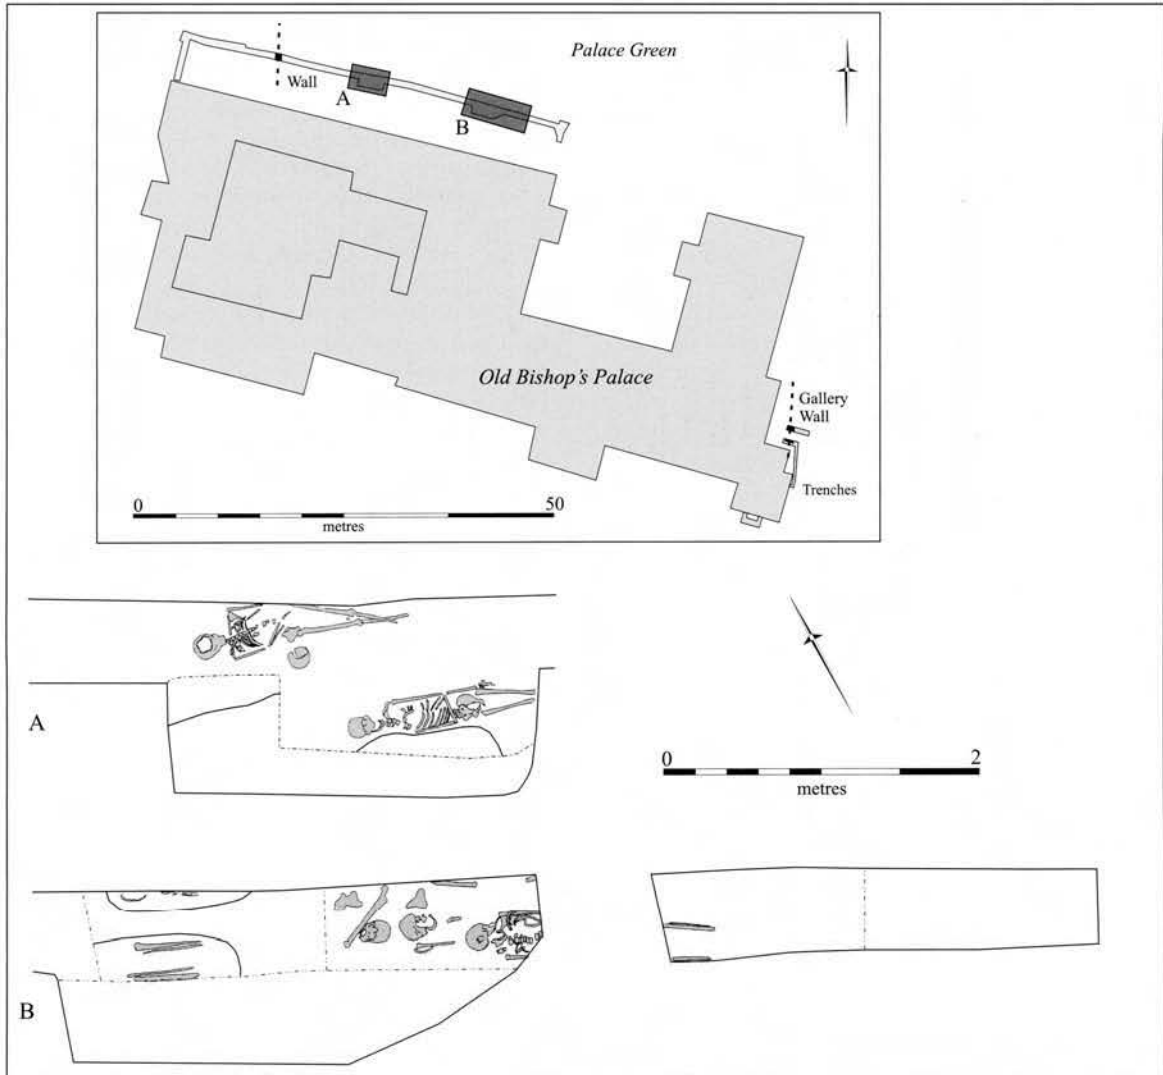 Palace Green
Wall
A
B
Old Bishop's Palace
Gallery
Wall
Trenches
0
50
metres
A
0
2
metres
B